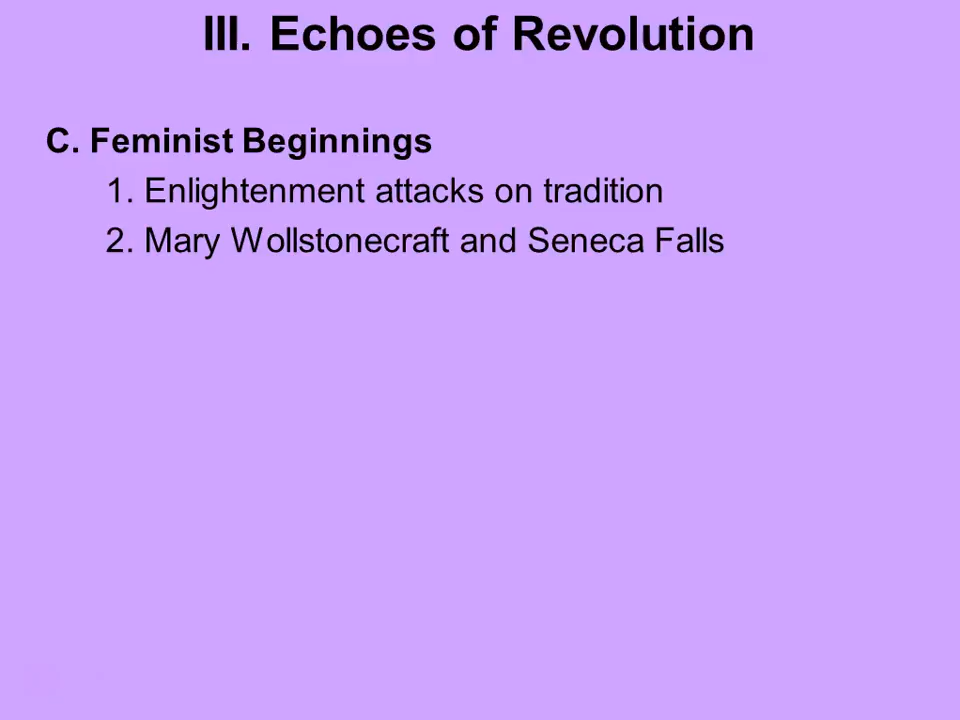 III. Echoes of Revolution
C. Feminist Beginnings
1. Enlightenment attacks on tradition
2. Mary Wollstonecraft and Seneca Falls